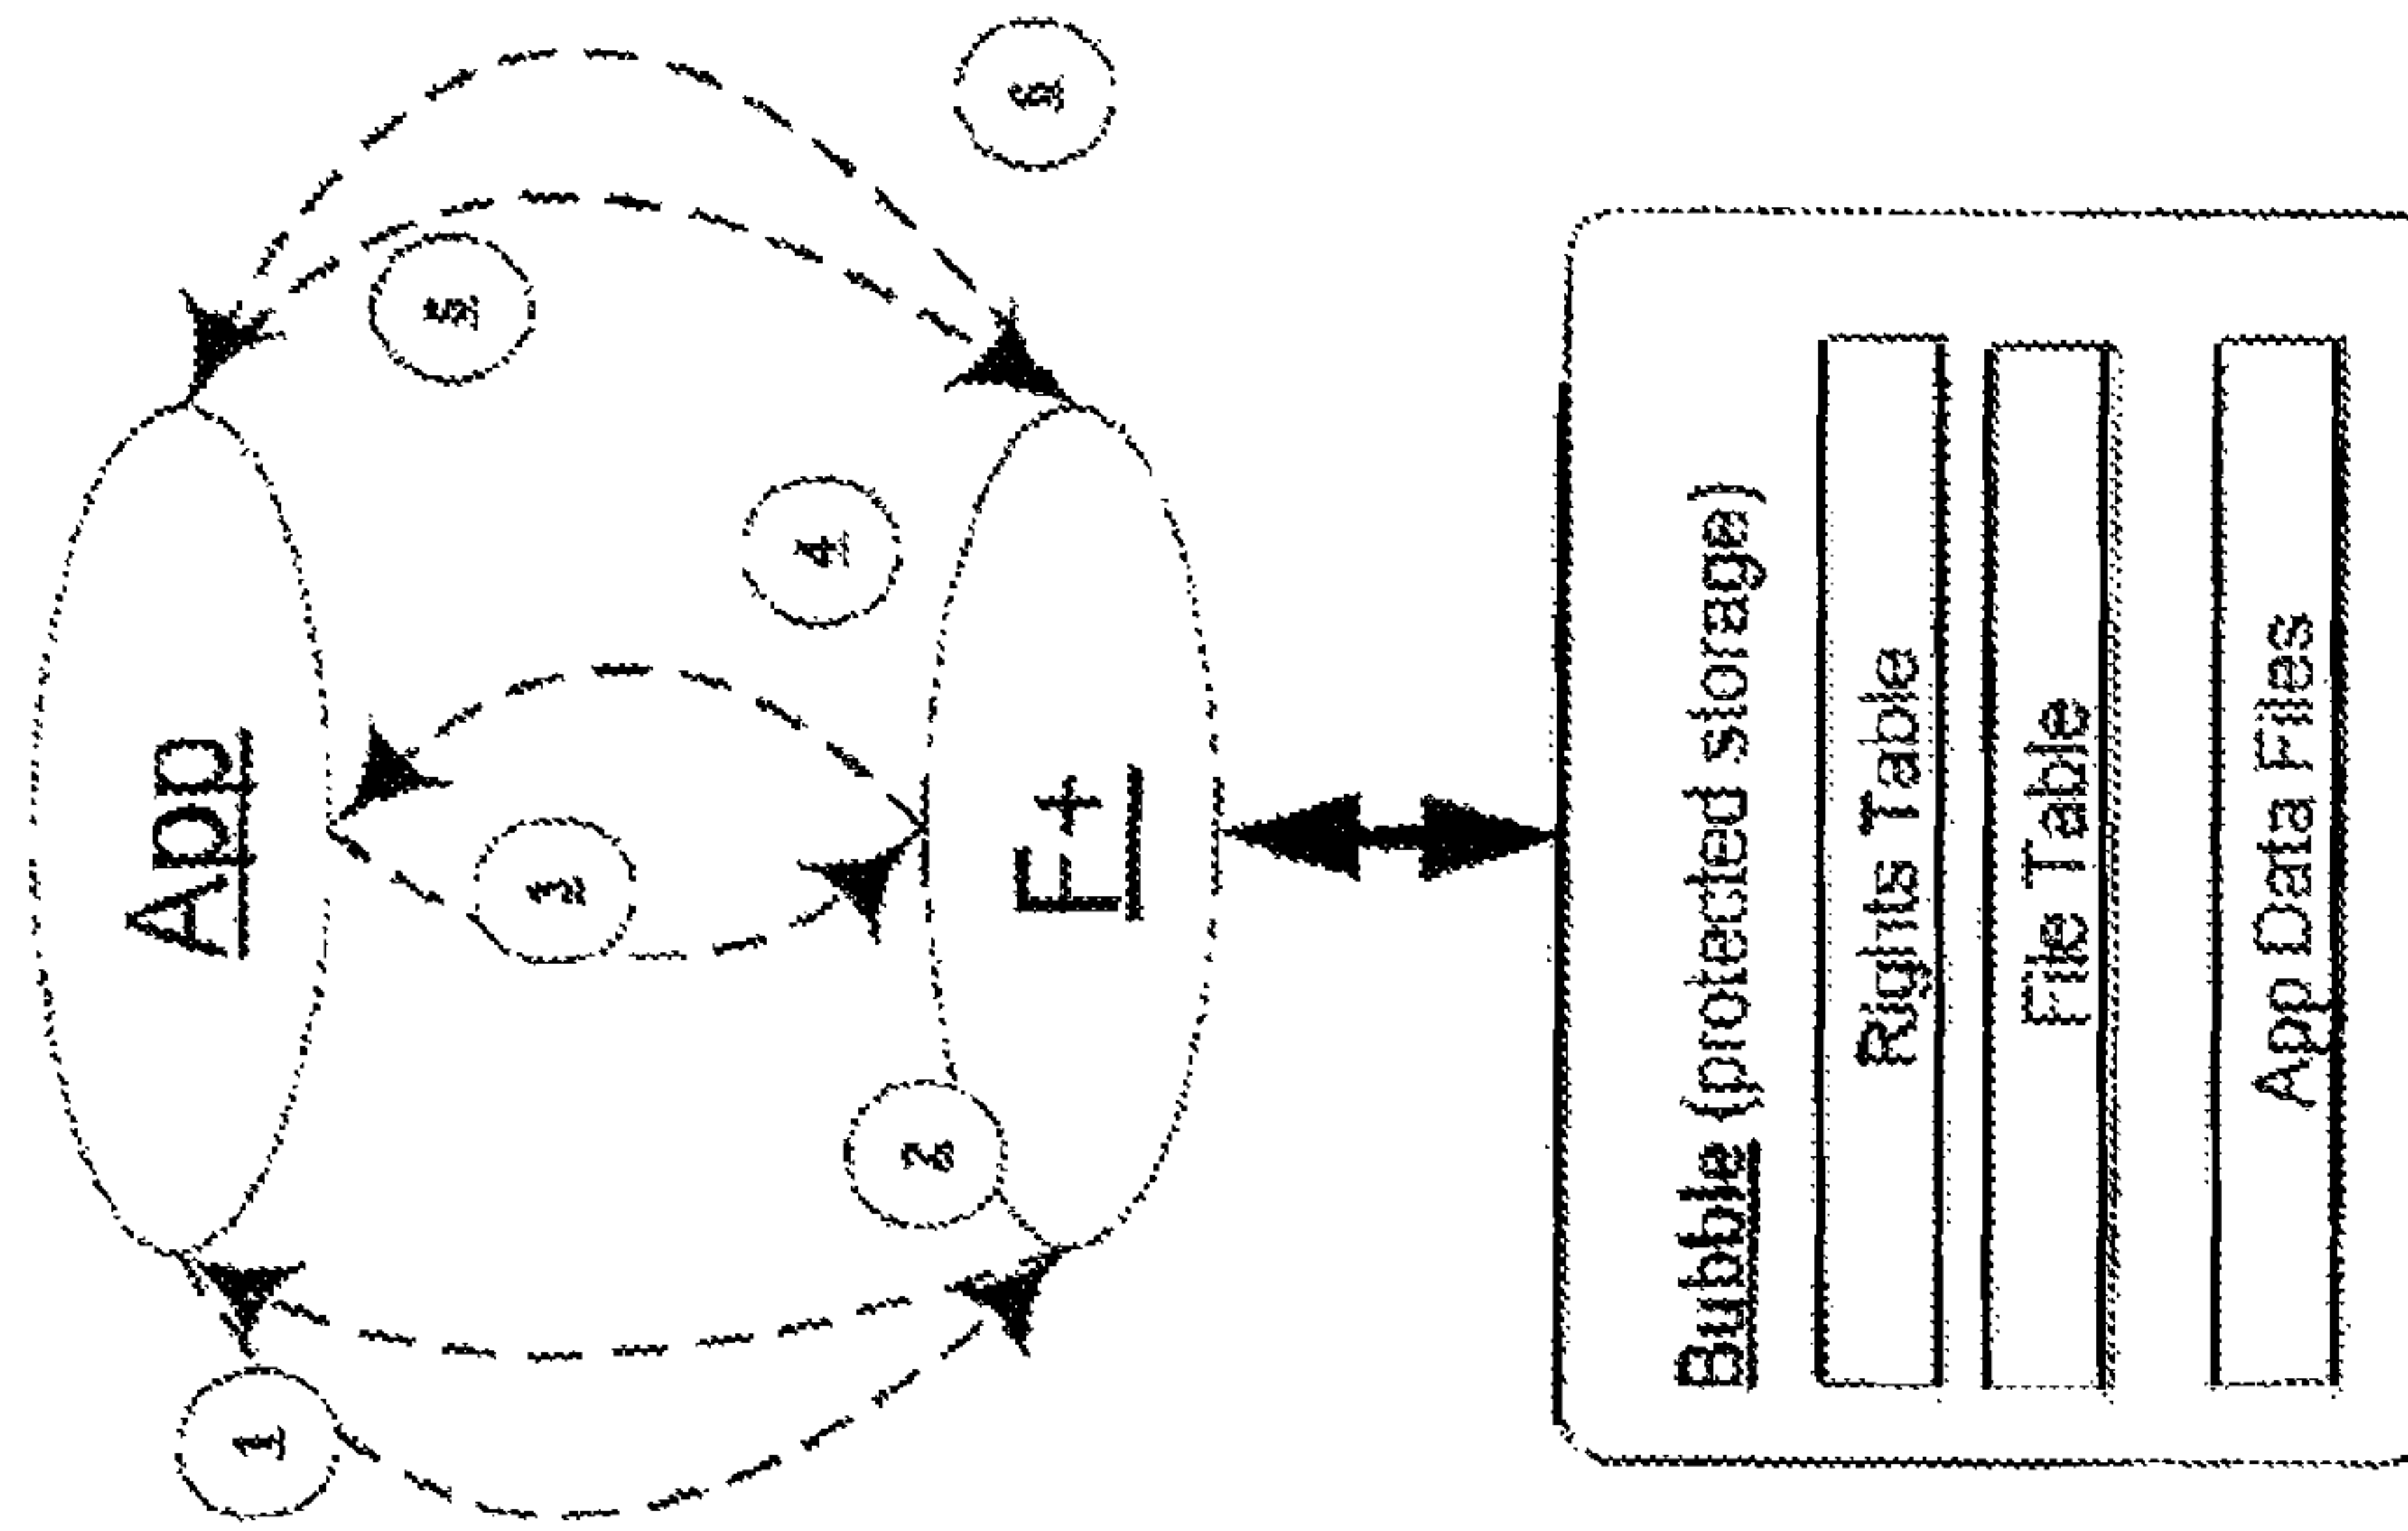 App
1
5
3
4
2
6
F+
Bubble (protected storage)
Rights Table
File Table
App Data Files